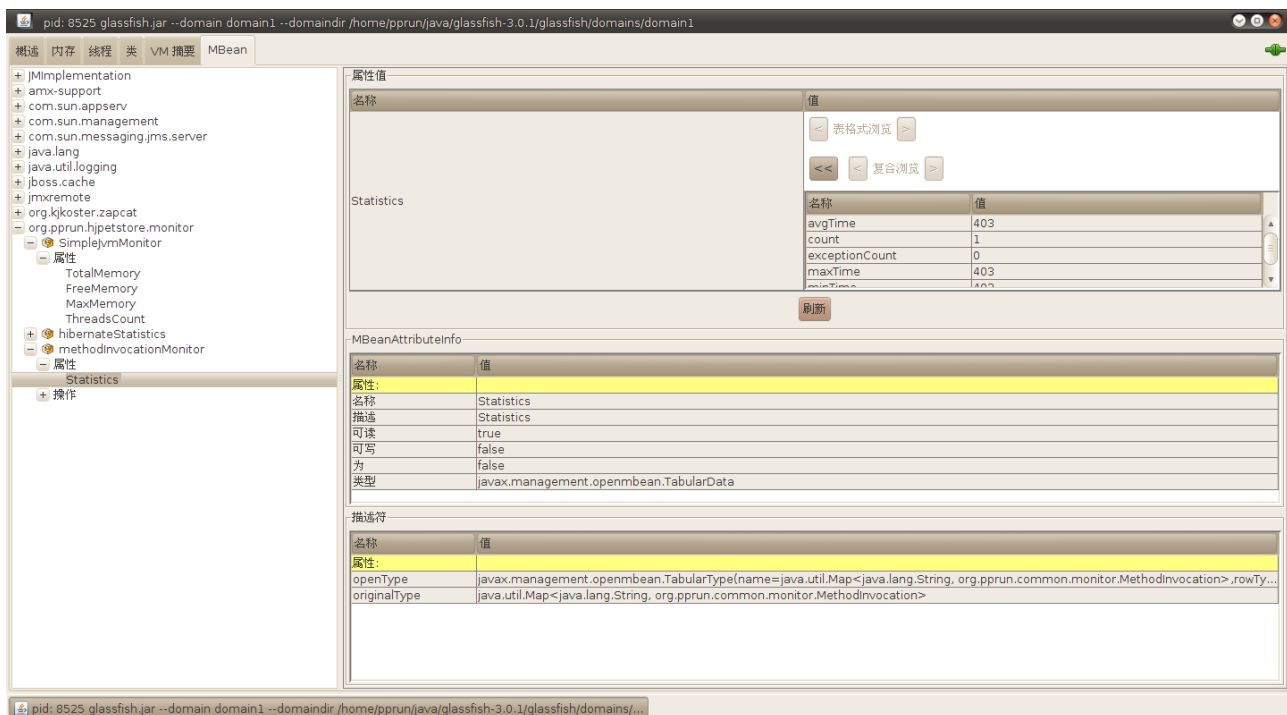 pid: 8525 glassfish.jar --domain domain1 --domaindir /home/pprun/java/glassfish-3.0.1/glassfish/domains/domain1
概述 内存 线程 类 VM 摘要 MBean
JMImplementation
amx-support
com.sun.appserv
com.sun.management
com.sun.messaging.jms.server
java.lang
java.util.logging
jboss.cache
jmxremote
org.kjkoster.zapcat
org.pprun.hjpetstore.monitor
SimpleJvmMonitor
属性
TotalMemory
FreeMemory
MaxMemory
ThreadsCount
hibernateStatistics
methodInvocationMonitor
属性
Statistics
操作
属性值
名称 值
Statistics
< 表格式浏览 >
<< < 复合浏览 >
名称 值
avgTime 403
count 1
exceptionCount 0
maxTime 403
minTime 403
刷新
MBeanAttributeInfo
名称 值
属性:
名称 Statistics
描述 Statistics
可读 true
可写 false
为 false
类型 javax.management.openmbean.TabularData
描述符
名称 值
属性:
openType javax.management.openmbean.TabularType(name=java.util.Map<java.lang.String, org.pprun.common.monitor.MethodInvocation>,rowTy...
originalType java.util.Map<java.lang.String, org.pprun.common.monitor.MethodInvocation>
pid: 8525 glassfish.jar --domain domain1 --domaindir /home/pprun/java/glassfish-3.0.1/glassfish/domains/...